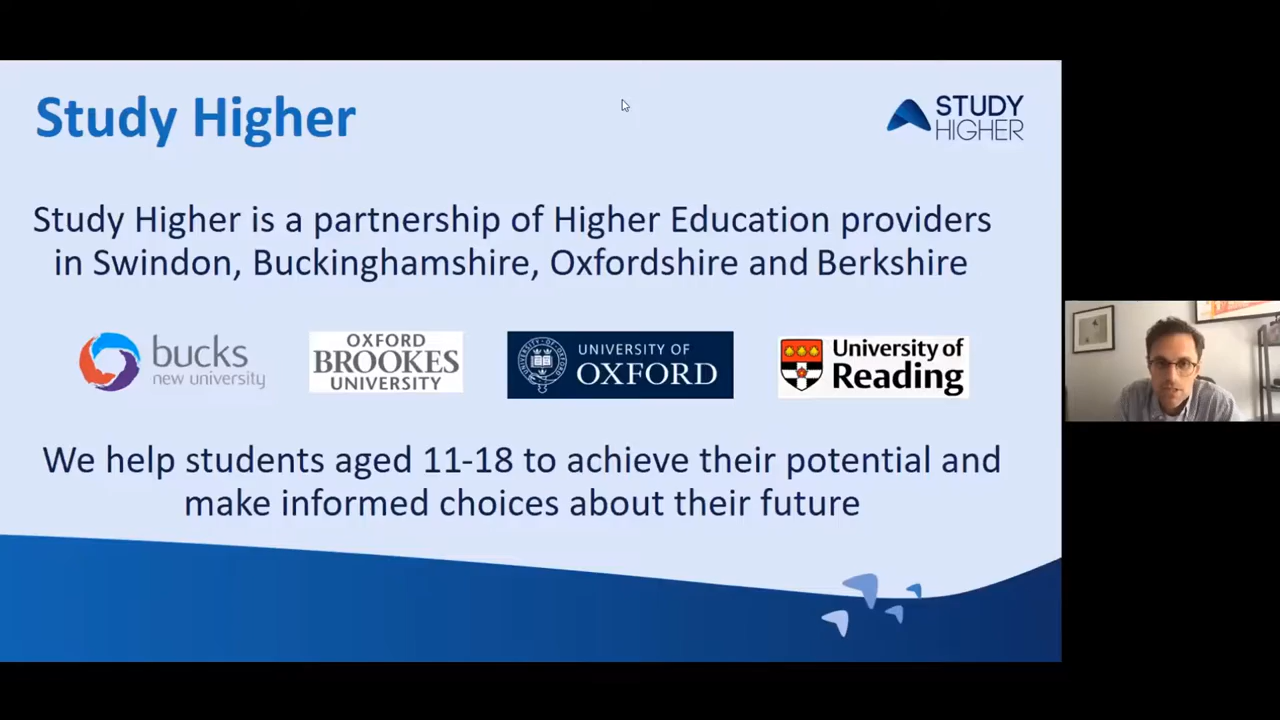 Study Higher
STUDY
HIGHER
Study Higher is a partnership of Higher Education providers
in Swindon, Buckinghamshire, Oxfordshire and Berkshire
bucks
new university
OXFORD
BROOKES
UNIVERSITY
UNIVERSITY OF
OXFORD
University of
Reading
We help students aged 11-18 to achieve their potential and
make informed choices about their future